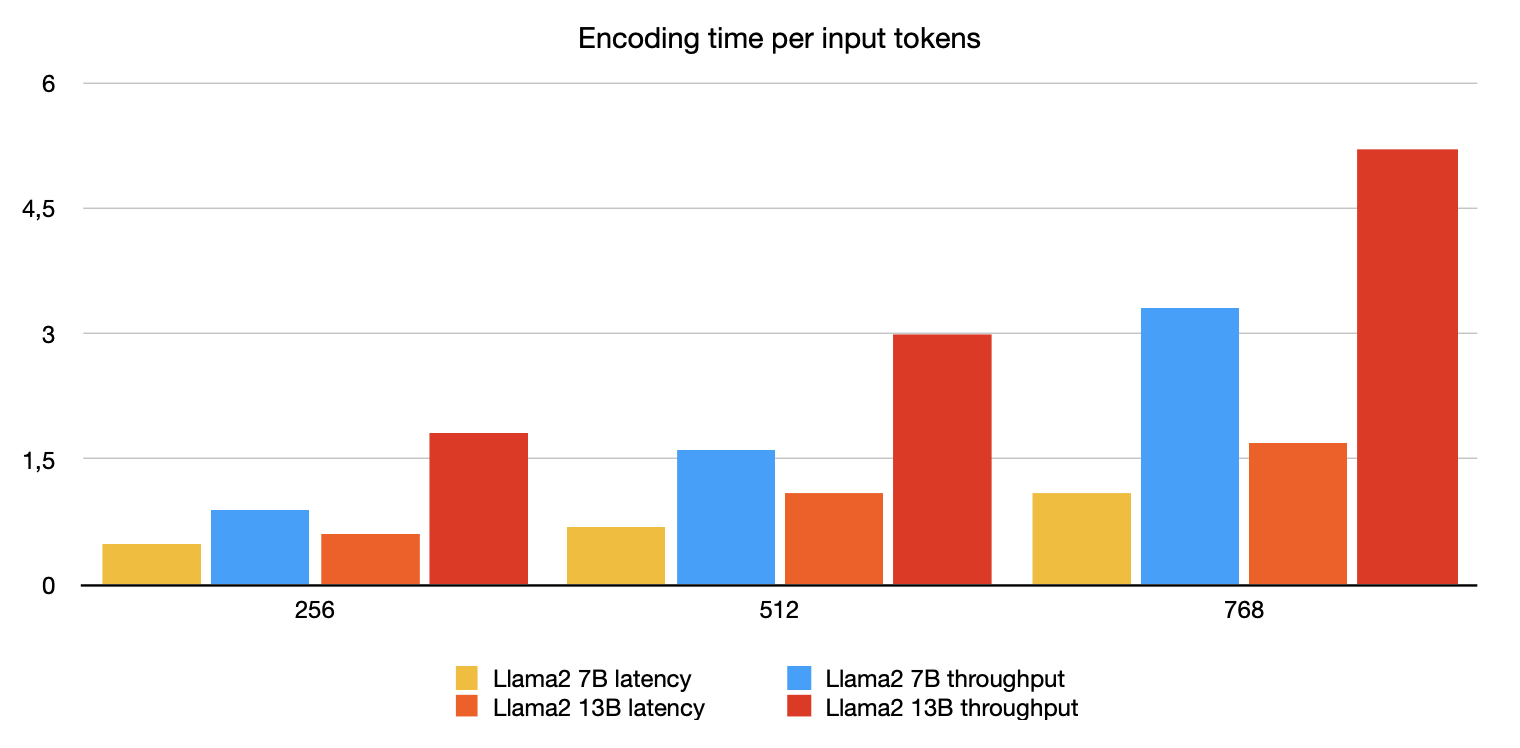 Encoding time per input tokens
6
4,5
3
1,5
0
256 512 768
Llama2 7B latency Llama2 7B throughput
Llama2 13B latency Llama2 13B throughput